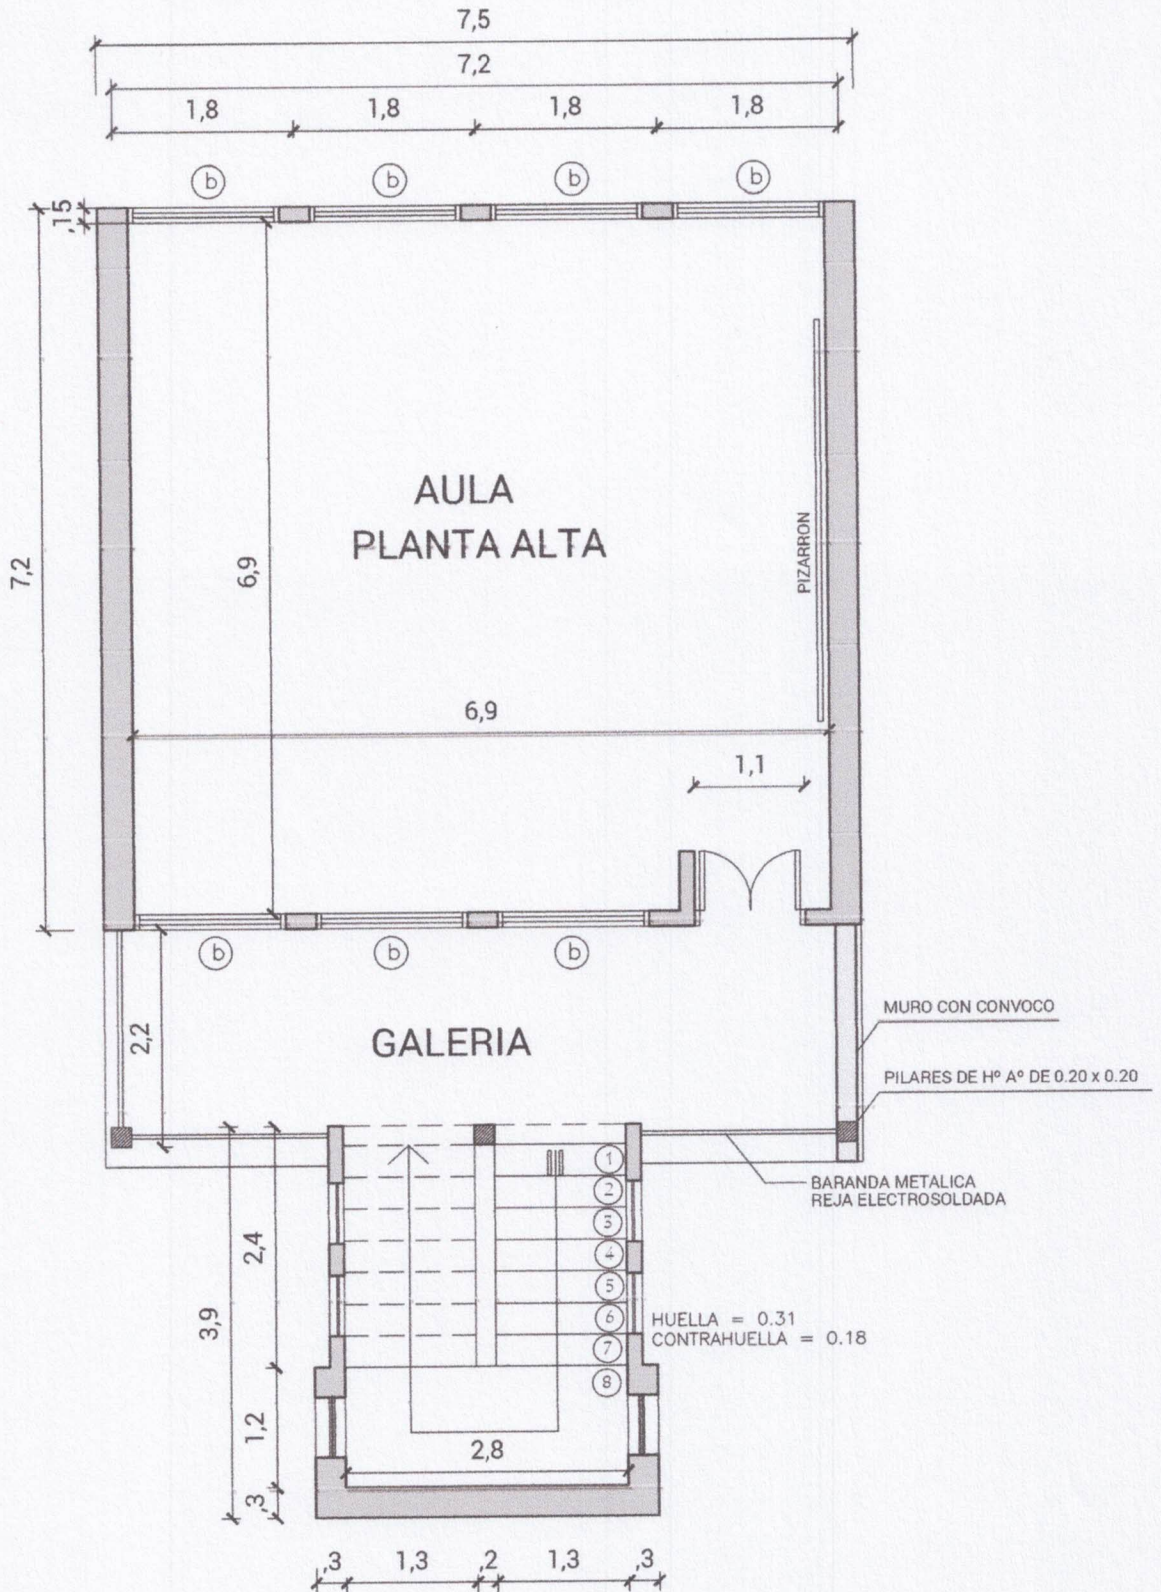 7,5
7,2
1,8 1,8 1,8 1,8
b b b b
,15
7,2
6,9
AULA
PLANTA ALTA
PIZARRON
6,9
1,1
b b b
2,2
GALERIA
MURO CON CONVOCO
PILARES DE Hº Aº DE 0.20 x 0.20
BARANDA METALICA
REJA ELECTROSOLDADA
1
2
3
4
5
6
7
8
HUELLA = 0.31
CONTRAHUELLA = 0.18
3,9
2,4
1,2
,3
2,8
,3 1,3 ,2 1,3 ,3